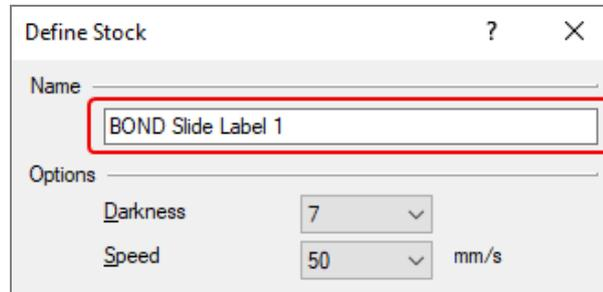 Define Stock ? ×
Name
BOND Slide Label 1
Options
Darkness 7
Speed 50 mm/s